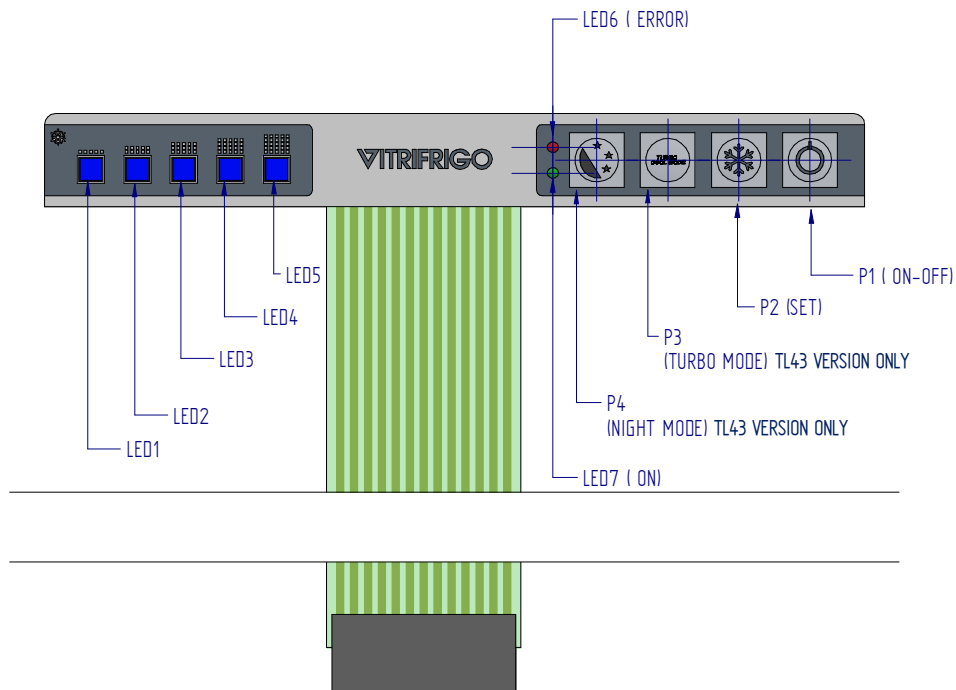 LED6 ( ERROR)
VITRIFRIGO
TURBO
LED5
P1 ( ON-OFF)
P2 (SET)
LED4
P3
(TURBO MODE) TL43 VERSION ONLY
LED3
P4
(NIGHT MODE) TL43 VERSION ONLY
LED2
LED1
LED7 ( ON)